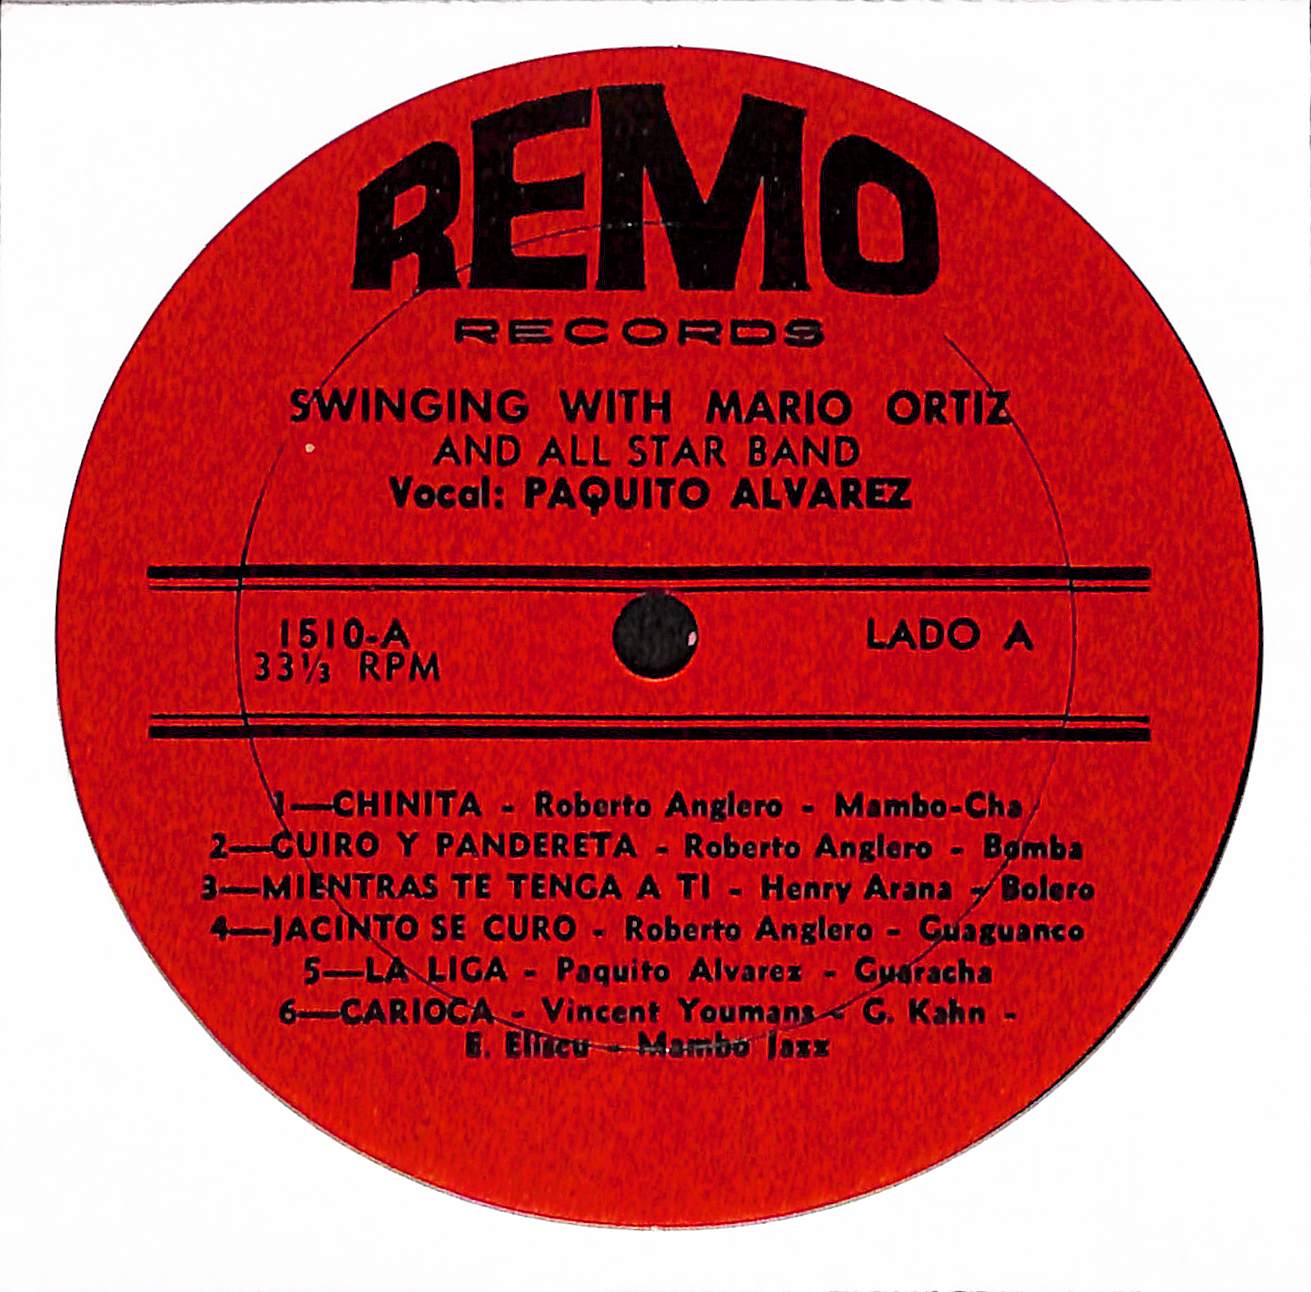 REMO
RECORDS
SWINGING WITH MARIO ORTIZ
AND ALL STAR BAND
Vocal: PAQUITO ALVAREZ
1510-A
33⅓ RPM
LADO A
1—CHINITA - Roberto Anglero - Mambo-Cha
2—GUIRO Y PANDERETA - Roberto Anglero - Bomba
3—MIENTRAS TE TENGA A TI - Henry Arana - Bolero
4—JACINTO SE CURO - Roberto Anglero - Guaguanco
5—LA LIGA - Paquito Alvarez - Guaracha
6—CARIOCA - Vincent Youmans - G. Kahn -
E. Eliscu - Mambo Jazz